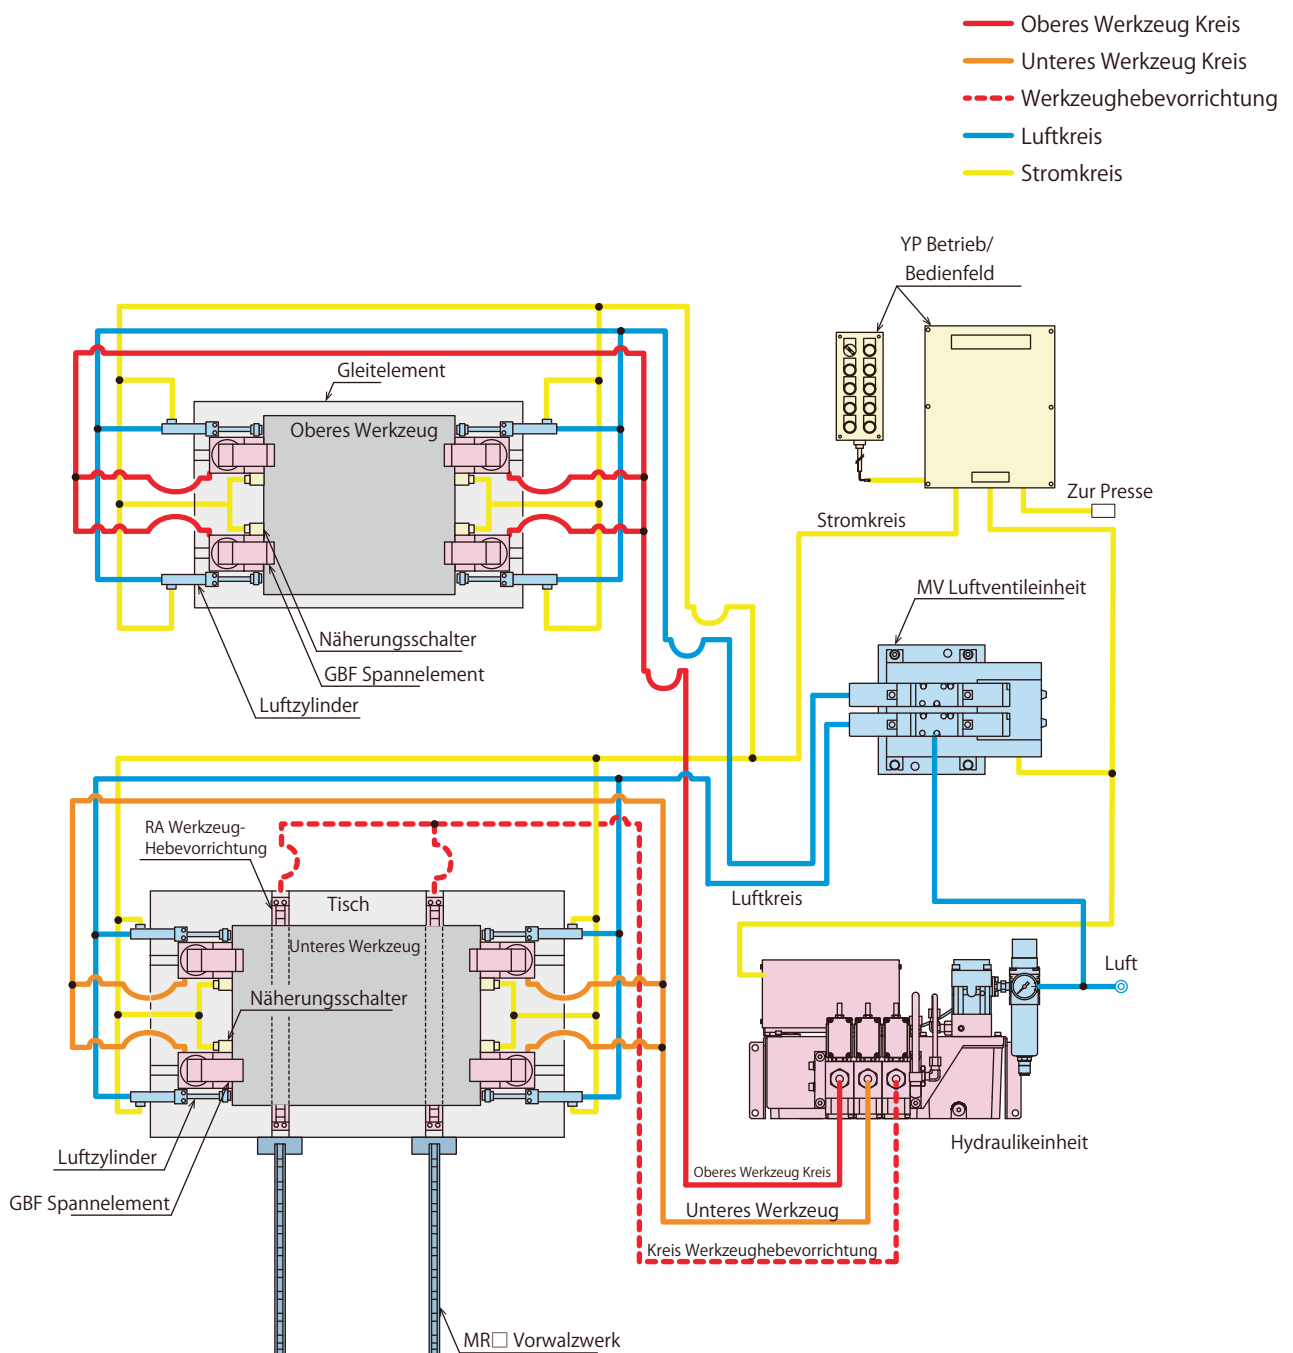 Oberes Werkzeug Kreis
Unteres Werkzeug Kreis
Werkzeughebevorrichtung
Luftkreis
Stromkreis
YP Betrieb/
Bedienfeld
Gleitelement
Oberes Werkzeug
Zur Presse
Stromkreis
MV Luftventileinheit
Näherungsschalter
GBF Spannelement
Luftzylinder
RA Werkzeug-
Hebevorrichtung
Tisch
Luftkreis
Unteres Werkzeug
Luft
Näherungsschalter
Hydraulikeinheit
Luftzylinder
Oberes Werkzeug Kreis
GBF Spannelement
Unteres Werkzeug
Kreis Werkzeughebevorrichtung
MR□ Vorwalzwerk